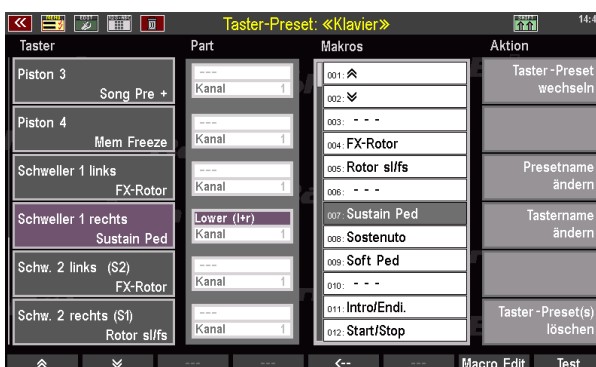 Taster-Preset: «Klavier»
Taster Part Makros Aktion
Piston 3
Song Pre +
---
Kanal 1
Piston 4
Mem Freeze
---
Kanal 1
Schweller 1 links
FX-Rotor
---
Kanal 1
Schweller 1 rechts
Sustain Ped
Lower (l+r)
Kanal 1
Schw. 2 links (S2)
FX-Rotor
---
Kanal 1
Schw. 2 rechts (S1)
Rotor sl/fs
---
Kanal 1
001:
002:
003: - - -
004: FX-Rotor
005: Rotor sl/fs
006: - - -
007: Sustain Ped
008: Sostenuto
009: Soft Ped
010: - - -
011: Intro/Endi.
012: Start/Stop
Taster-Preset
wechseln
Presetname
ändern
Tastername
ändern
Taster-Preset(s)
löschen
--- --- <-- --- Macro Edit Test